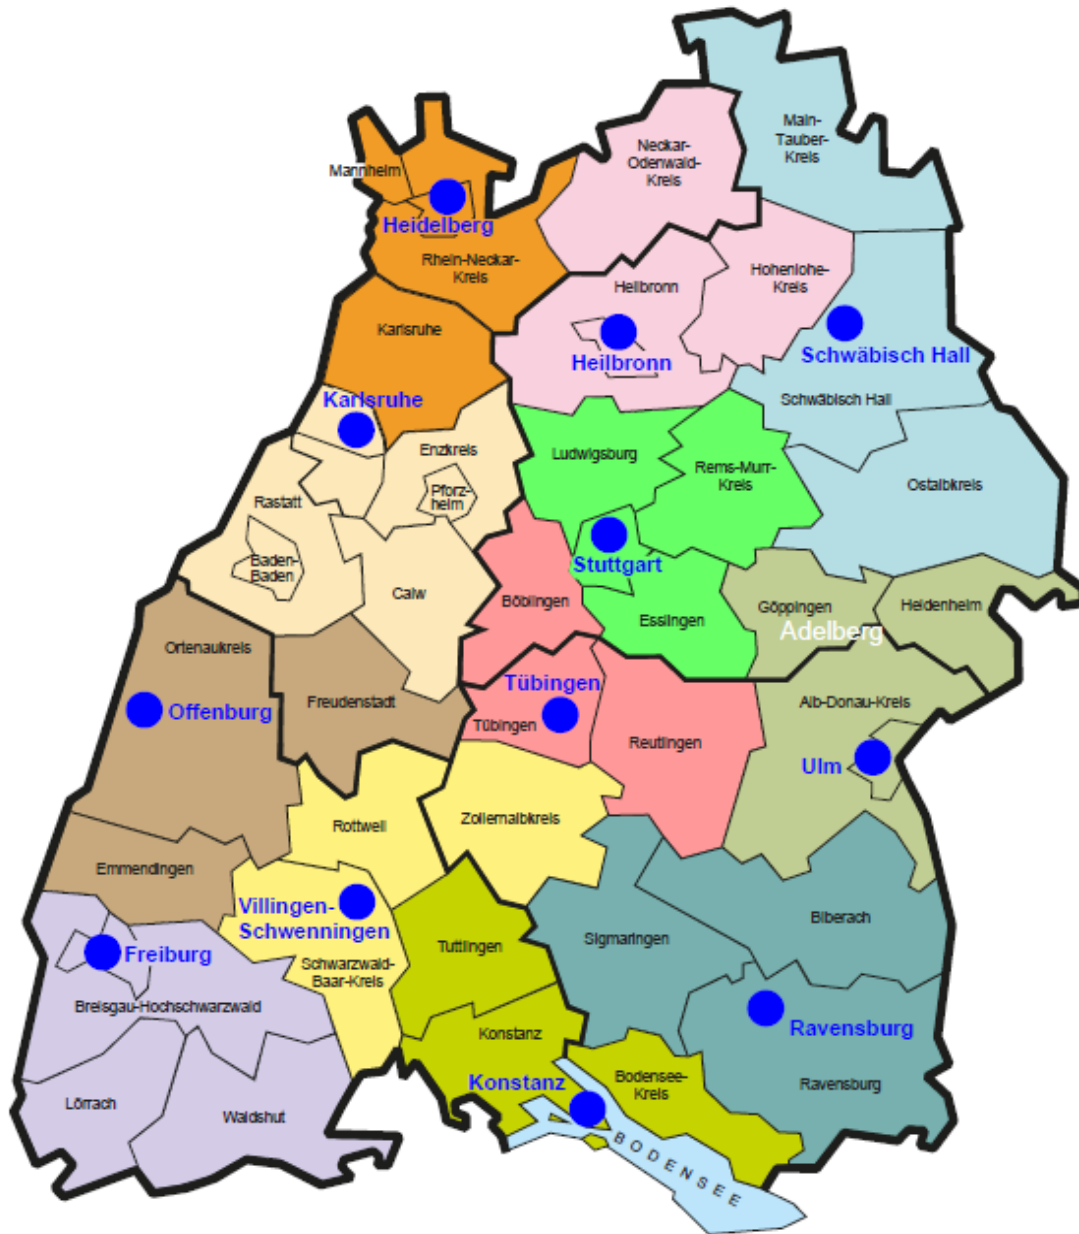 Main-
Tauber-
Kreis
Neckar-
Odenwald-
Kreis
Mannheim
Heidelberg
Rhein-Neckar-
Kreis
Hohenlohe-
Kreis
Heilbronn
Karlsruhe
Heilbronn
Schwäbisch Hall
Karlsruhe
Schwäbisch Hall
Enzkreis
Ludwigsburg
Rems-Murr-
Kreis
Ostalbkreis
Pforz-
heim
Rastatt
Baden-
Baden
Stuttgart
Calw
Böblingen
Esslingen
Göppingen
Heidenheim
Adelberg
Ortenaukreis
Freudenstadt
Offenburg
Tübingen
Tübingen
Reutlingen
Alb-Donau-Kreis
Ulm
Rottweil
Zollernalbkreis
Emmendingen
Villingen-
Schwenningen
Biberach
Tuttlingen
Sigmaringen
Freiburg
Schwarzwald-
Baar-Kreis
Breisgau-Hochschwarzwald
Konstanz
Ravensburg
Konstanz
Bodensee-
Kreis
Ravensburg
Lörrach
Waldshut
BODENSEE